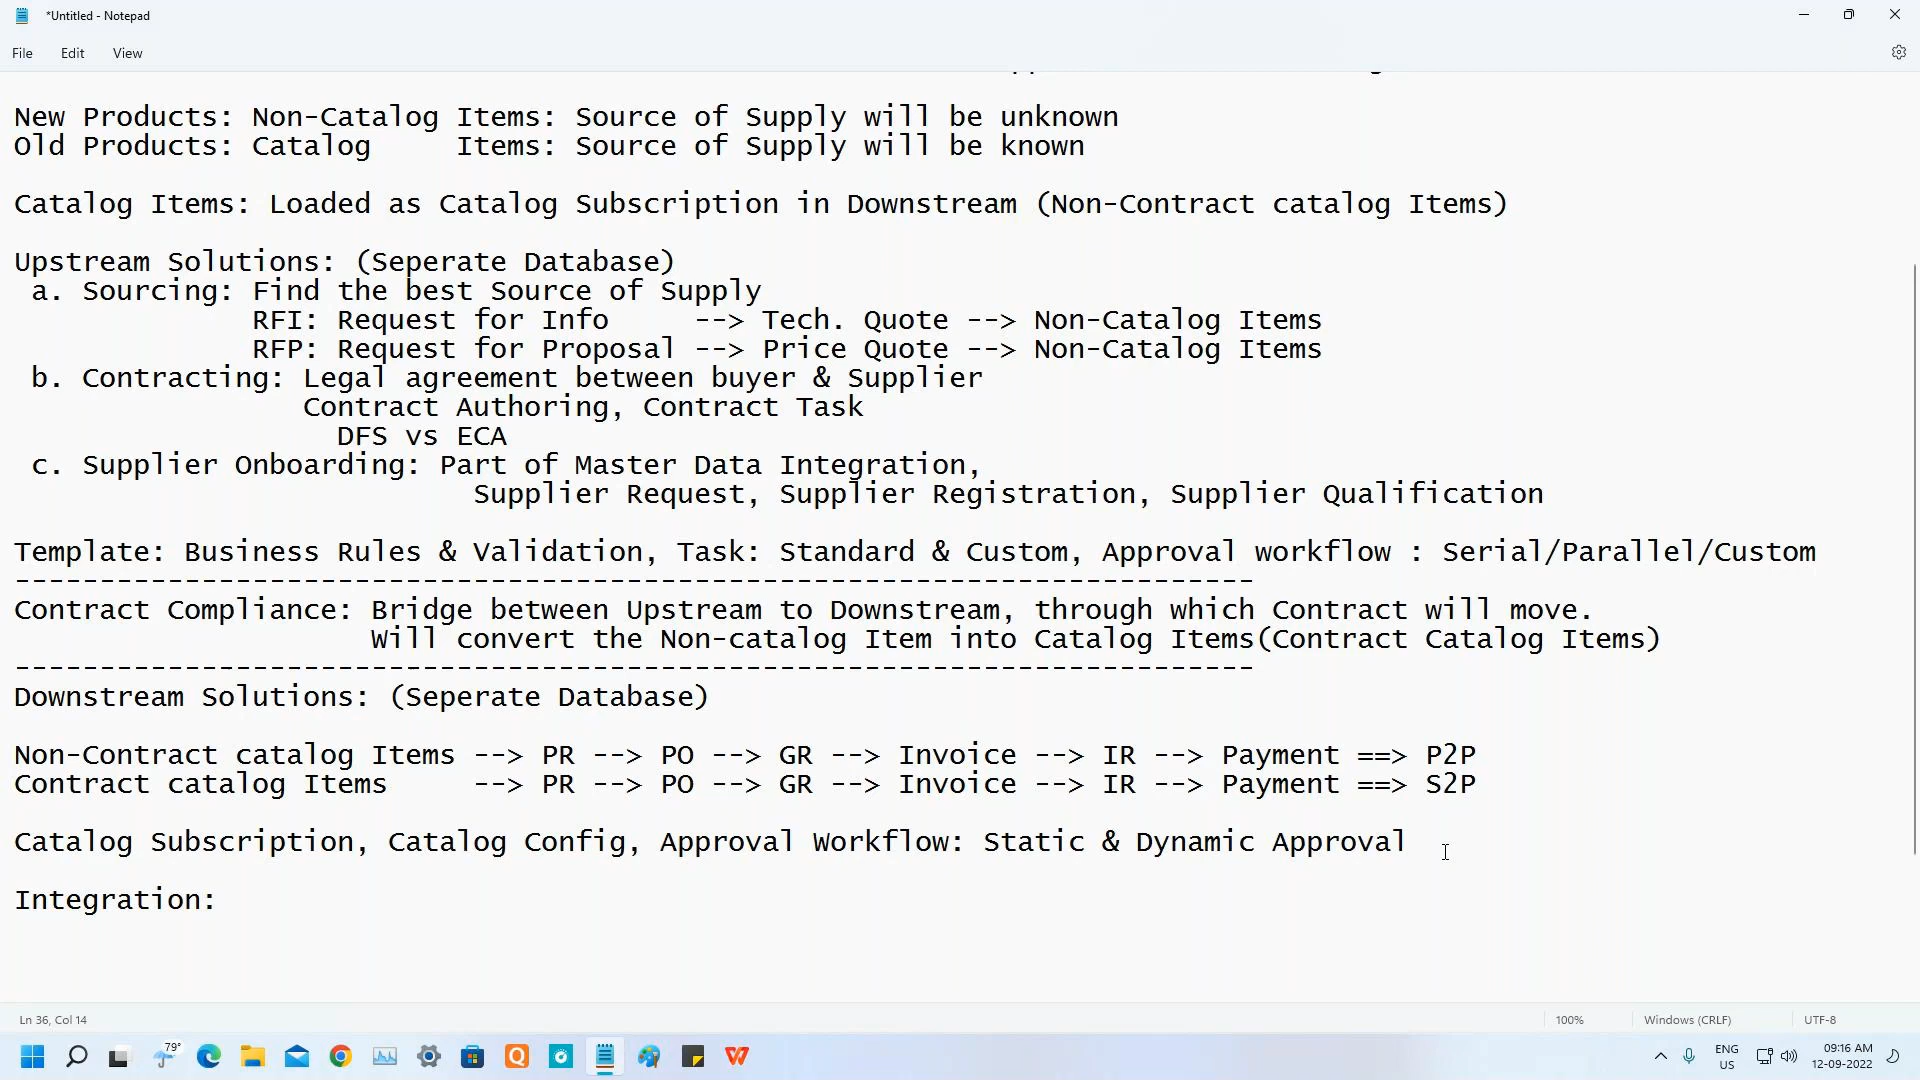 *Untitled - Notepad
File Edit View
New Products: Non-Catalog Items: Source of Supply will be unknown
Old Products: Catalog     Items: Source of Supply will be known
Catalog Items: Loaded as Catalog Subscription in Downstream (Non-Contract catalog Items)
Upstream Solutions: (Seperate Database)
a. Sourcing: Find the best Source of Supply
RFI: Request for Info     --> Tech. Quote --> Non-Catalog Items
RFP: Request for Proposal --> Price Quote --> Non-Catalog Items
b. Contracting: Legal agreement between buyer & Supplier
Contract Authoring, Contract Task
DFS vs ECA
c. Supplier Onboarding: Part of Master Data Integration,
Supplier Request, Supplier Registration, Supplier Qualification
Template: Business Rules & Validation, Task: Standard & Custom, Approval workflow : Serial/Parallel/Custom
-------------------------------------------------------------------------
Contract Compliance: Bridge between Upstream to Downstream, through which Contract will move.
Will convert the Non-catalog Item into Catalog Items(Contract Catalog Items)
-------------------------------------------------------------------------
Downstream Solutions: (Seperate Database)
Non-Contract catalog Items --> PR --> PO --> GR --> Invoice --> IR --> Payment ==> P2P
Contract catalog Items     --> PR --> PO --> GR --> Invoice --> IR --> Payment ==> S2P
Catalog Subscription, Catalog Config, Approval Workflow: Static & Dynamic Approval
Integration:
Ln 36, Col 14 100% Windows (CRLF) UTF-8
79° ENG 09:16 AM
US 12-09-2022